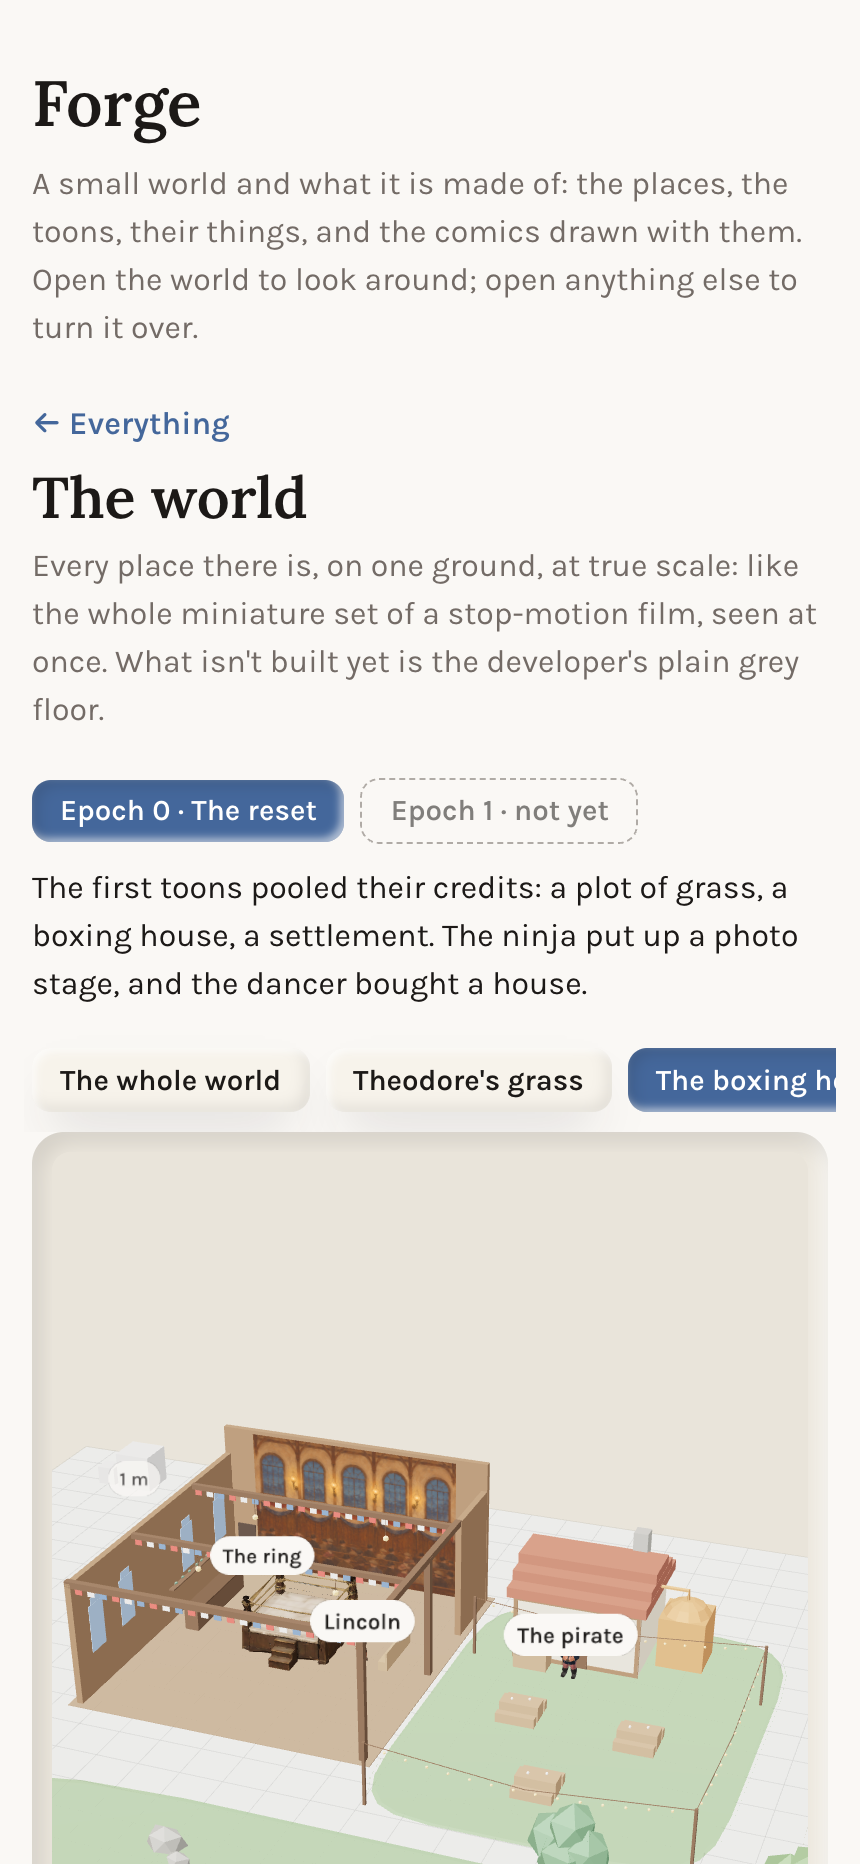 Forge
A small world and what it is made of: the places, the
toons, their things, and the comics drawn with them.
Open the world to look around; open anything else to
turn it over.
← Everything
The world
Every place there is, on one ground, at true scale: like
the whole miniature set of a stop-motion film, seen at
once. What isn't built yet is the developer's plain grey
floor.
Epoch 0 · The reset
Epoch 1 · not yet
The first toons pooled their credits: a plot of grass, a
boxing house, a settlement. The ninja put up a photo
stage, and the dancer bought a house.
The whole world
Theodore's grass
The boxing
1 m
The ring
Lincoln
The pirate